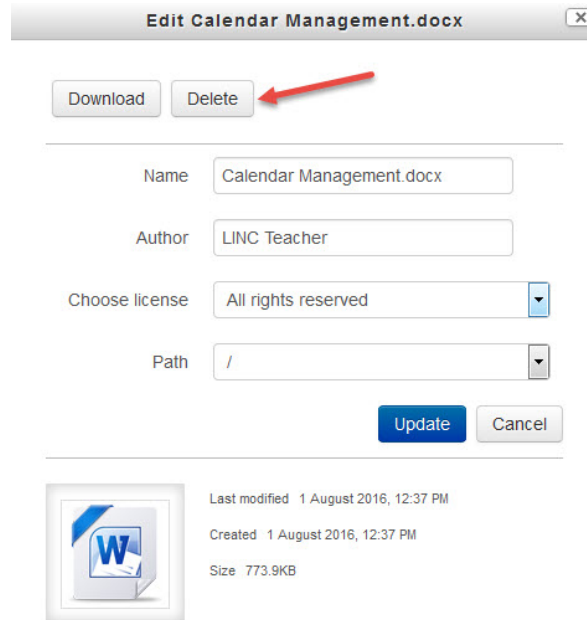 Edit Calendar Management.docx
Download Delete
Name Calendar Management.docx
Author LINC Teacher
Choose license All rights reserved
Path /
Update Cancel
Last modified 1 August 2016, 12:37 PM
Created 1 August 2016, 12:37 PM
Size 773.9KB
W